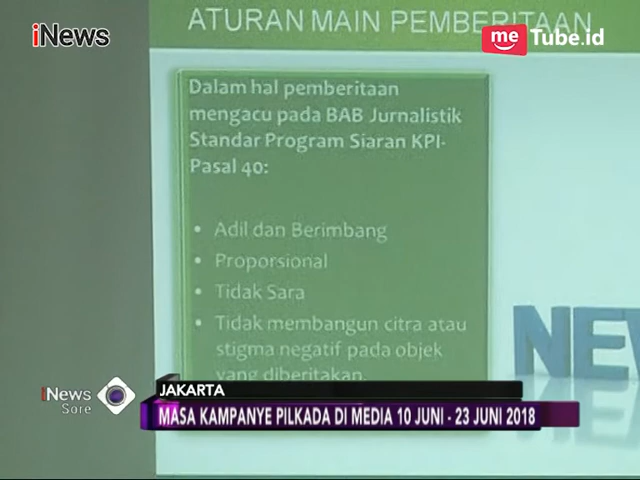 iNews
ATURAN MAIN PEMBERITAAN
me Tube.id
Dalam hal pemberitaan
mengacu pada BAB Jurnalistik
Standar Program Siaran KPI-
Pasal 40:
• Adil dan Berimbang
• Proporsional
• Tidak Sara
• Tidak membangun citra atau
stigma negatif pada objek
yang diberitakan.
NEW
iNews
Sore
JAKARTA
MASA KAMPANYE PILKADA DI MEDIA 10 JUNI - 23 JUNI 2018